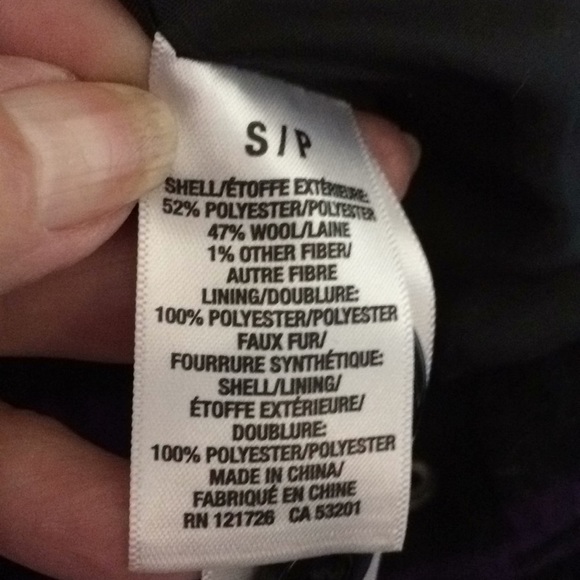 S/P
SHELL/ÉTOFFE EXTÉRIEURE:
52% POLYESTER/POLYESTER
47% WOOL/LAINE
1% OTHER FIBER/
AUTRE FIBRE
LINING/DOUBLURE:
100% POLYESTER/POLYESTER
FAUX FUR/
FOURRURE SYNTHÉTIQUE:
SHELL/LINING/
ÉTOFFE EXTÉRIEURE/
DOUBLURE:
100% POLYESTER/POLYESTER
MADE IN CHINA/
FABRIQUÉ EN CHINE
RN 121726 CA 53201